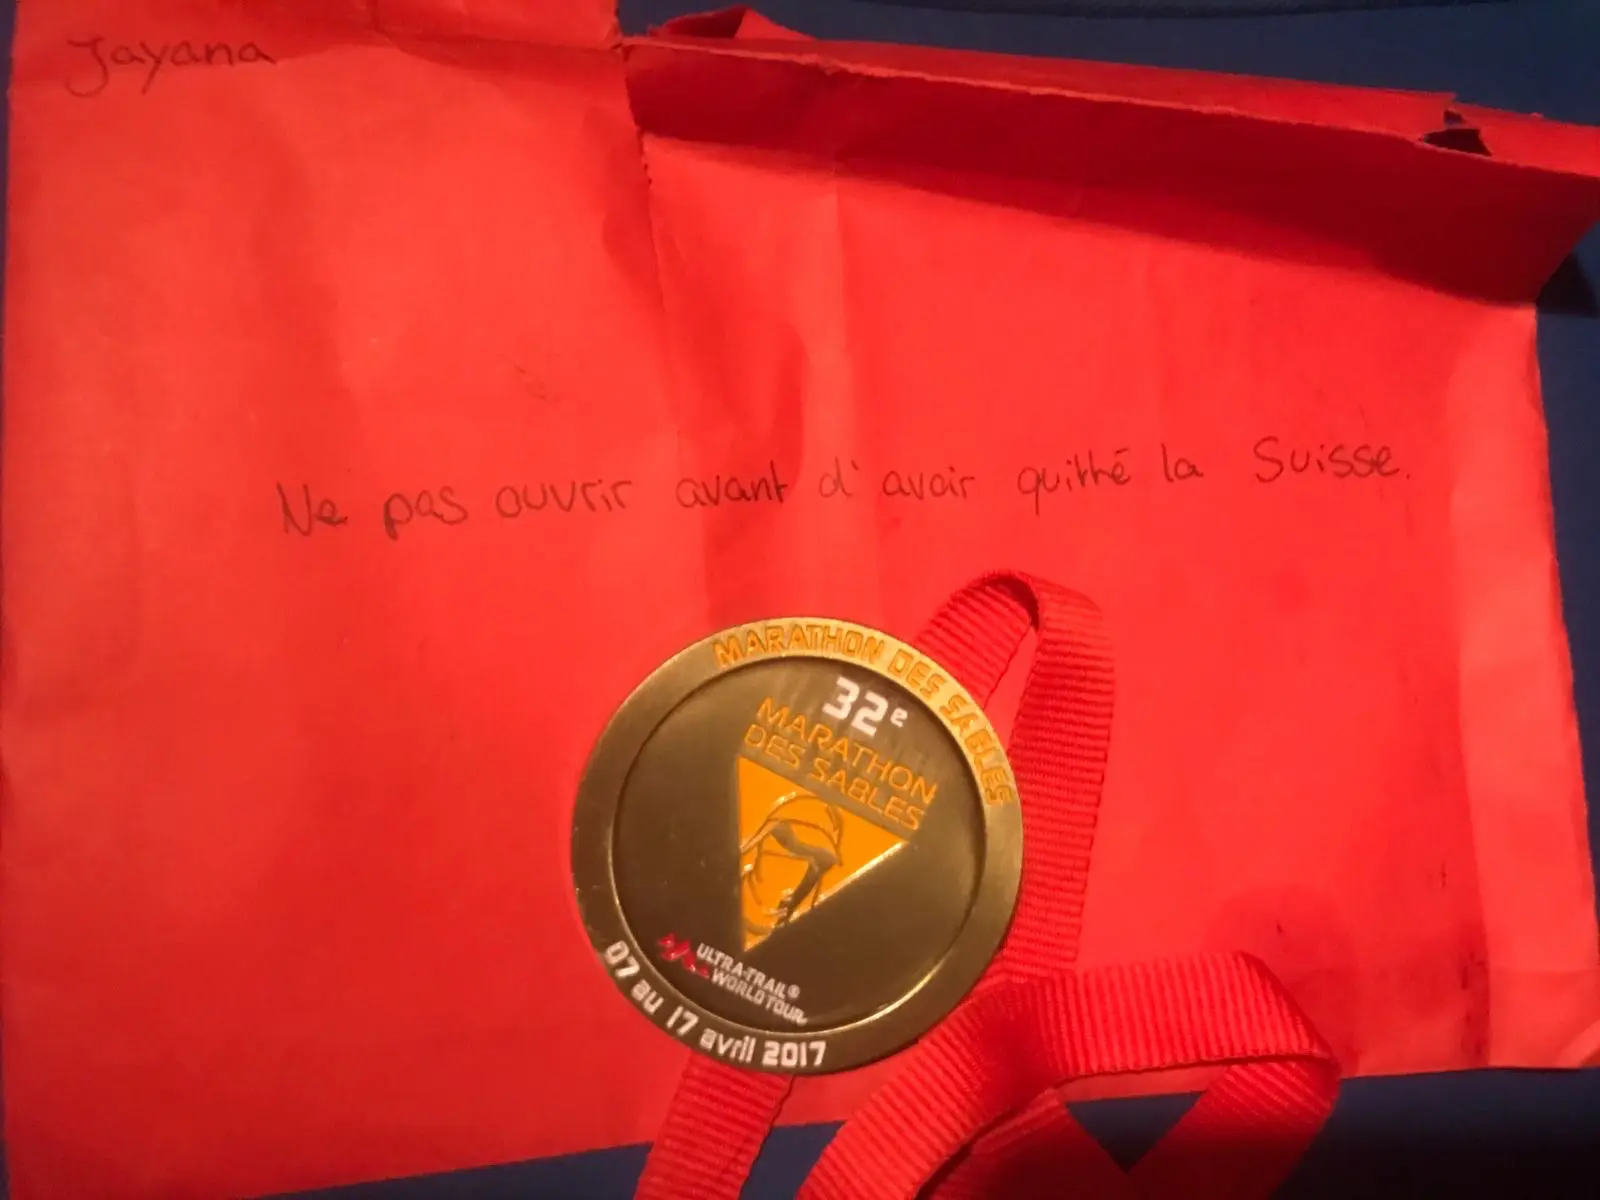 Jayana
Ne pas ouvrir avant d'avoir quitté la Suisse.
MARATHON DES SABLES
32e
MARATHON
DES SABLES
ULTRA-TRAIL®
WORLD TOUR
07 au 17 avril 2017